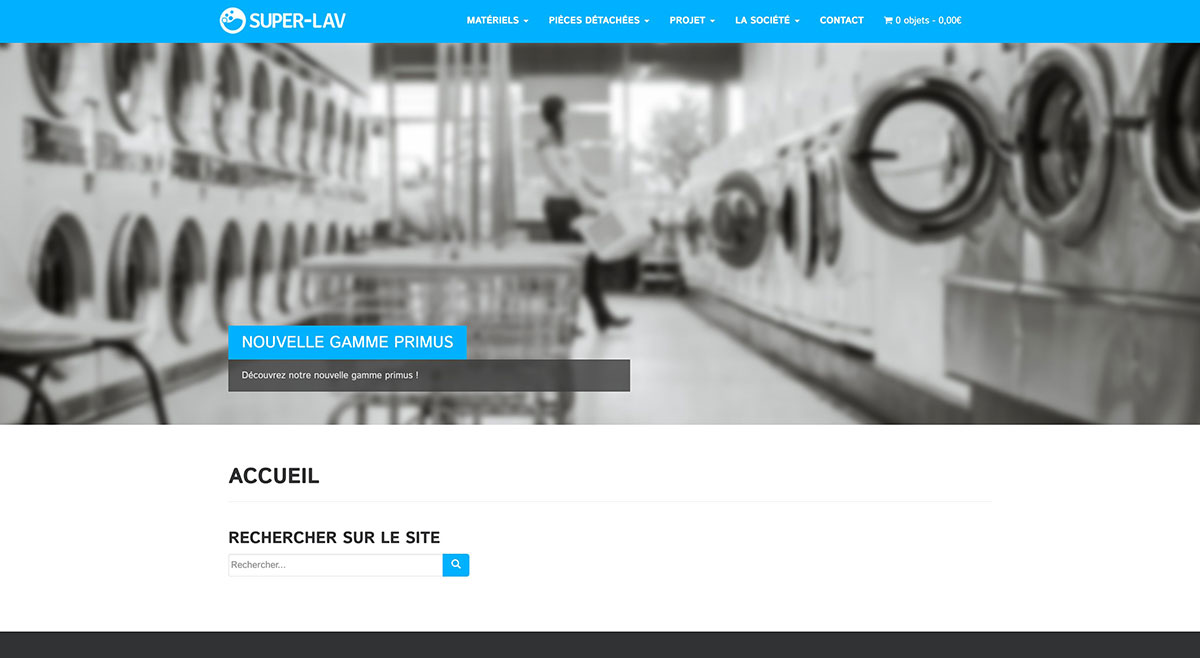 SUPER-LAV
MATÉRIELS
PIÈCES DÉTACHÉES
PROJET
LA SOCIÉTÉ
CONTACT
0 objets - 0,00€
NOUVELLE GAMME PRIMUS
Découvrez notre nouvelle gamme primus !
ACCUEIL
RECHERCHER SUR LE SITE
Rechercher...